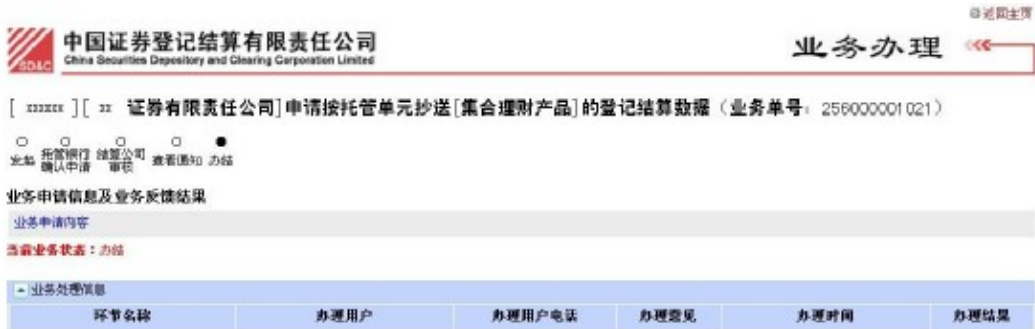 返回主页
中国证券登记结算有限责任公司
China Securities Depository and Clearing Corporation Limited
SD&C
业务办理
[ xxxxxx ][ xx 证券有限责任公司]申请按托管单元抄送[集合理财产品]的登记结算数据（业务单号：256000001021）
发起 托管银行确认申请 结算公司审核 查看通知 办结
业务申请信息及业务反馈结果
业务申请内容
当前业务状态：办结
业务处理信息
环节名称 办理用户 办理用户电话 办理意见 办理时间 办理结果